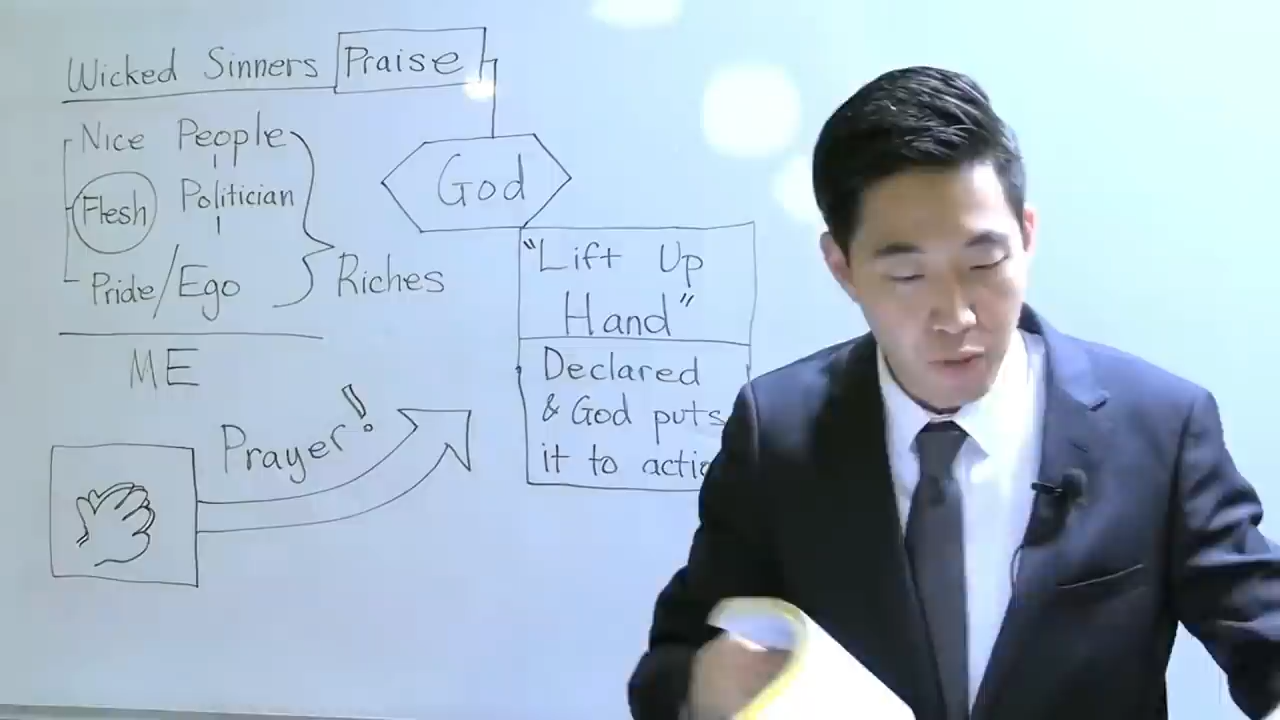 Wicked Sinners Praise
God
Nice People
Flesh Politician
Pride/Ego
Riches
ME
Prayer!
"Lift Up
Hand"
Declared
& God puts
it to